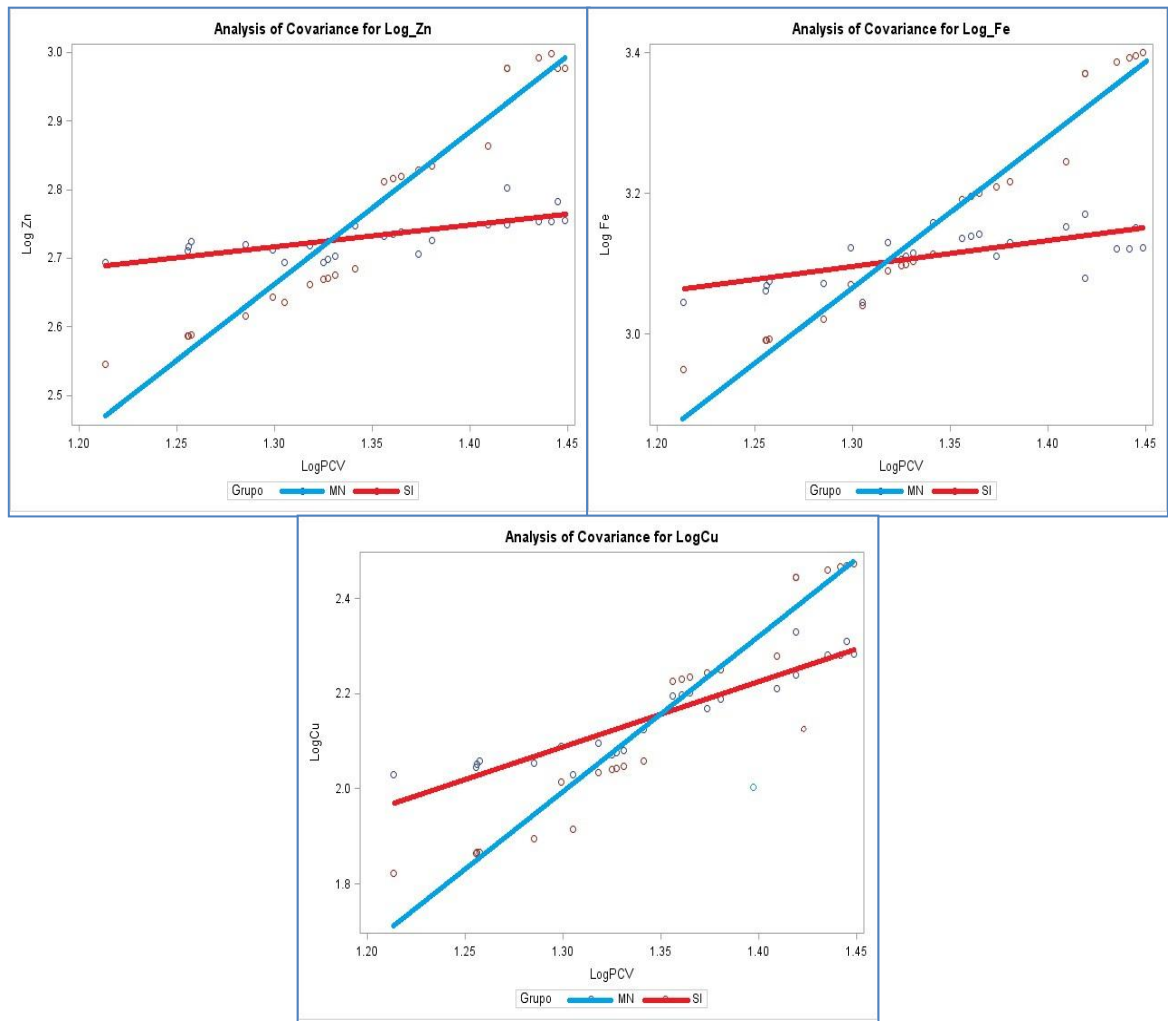 Analysis of Covariance for Log_Zn
3.0
2.9
2.8
2.7
2.6
2.5
Log Zn
1.20 1.25 1.30 1.35 1.40 1.45
LogPCV
Grupo MN SI
Analysis of Covariance for Log_Fe
3.4
3.2
3.0
Log Fe
1.20 1.25 1.30 1.35 1.40 1.45
LogPCV
Grupo MN SI
Analysis of Covariance for LogCu
2.4
2.2
2.0
1.8
LogCu
1.20 1.25 1.30 1.35 1.40 1.45
LogPCV
Grupo MN SI